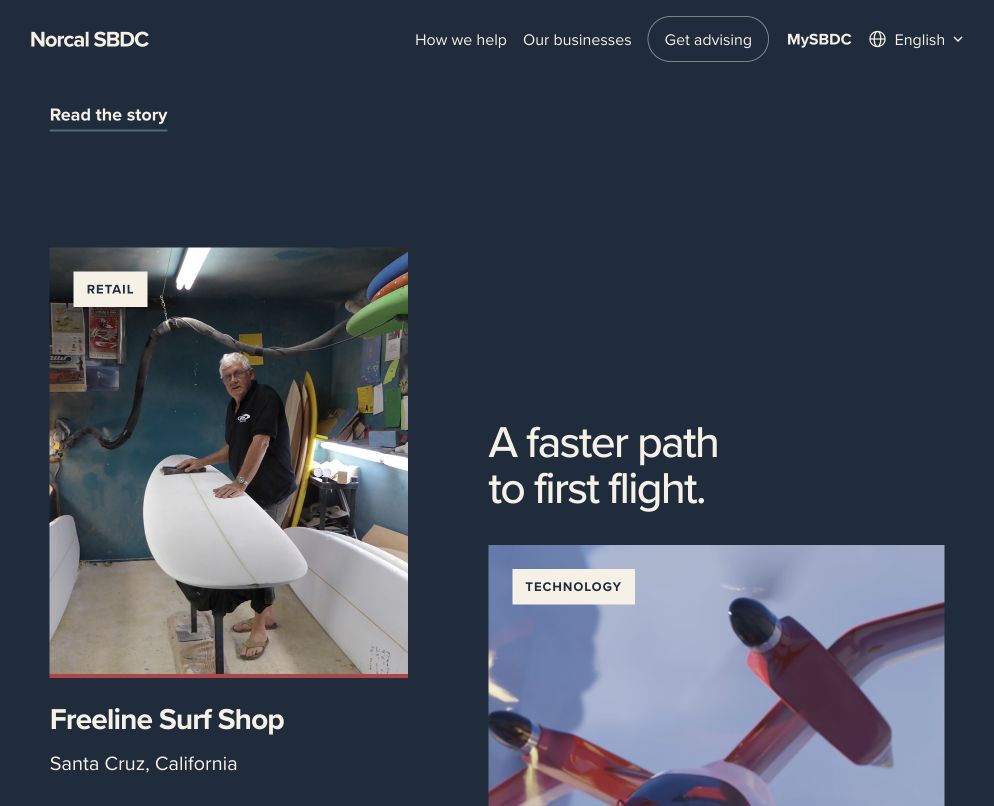 Norcal SBDC
How we help
Our businesses
Get advising
MySBDC
English
Read the story
RETAIL
Freeline Surf Shop
Santa Cruz, California
A faster path
to first flight.
TECHNOLOGY